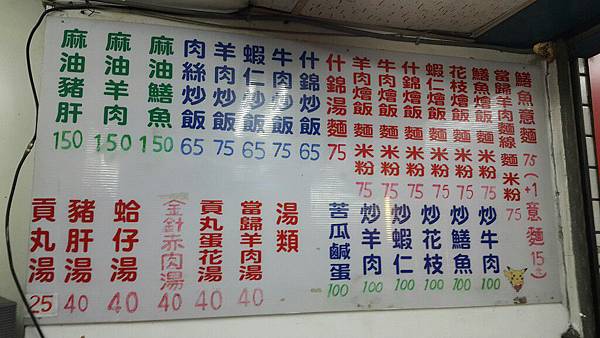 鱔魚意麵 75(+1意麵15元)
當歸羊肉麵線 麵 米粉 75
鱔魚燴飯 麵 米粉 75
花枝燴飯 麵 米粉 75
蝦仁燴飯 麵 米粉 75
什錦燴飯 麵 米粉 75
牛肉燴飯 麵 米粉 75
羊肉燴飯 麵 米粉 75
什錦湯麵 75
什錦炒飯 65
牛肉炒飯 75
蝦仁炒飯 65
羊肉炒飯 75
肉絲炒飯 65
麻油鱔魚 150
麻油羊肉 150
麻油豬肝 150
炒牛肉 100
炒鱔魚 100
炒花枝 100
炒蝦仁 100
炒羊肉 100
苦瓜鹹蛋 100
湯類
當歸羊肉湯 40
貢丸蛋花湯 40
金針赤肉湯 40
蛤仔湯 40
豬肝湯 40
貢丸湯 25